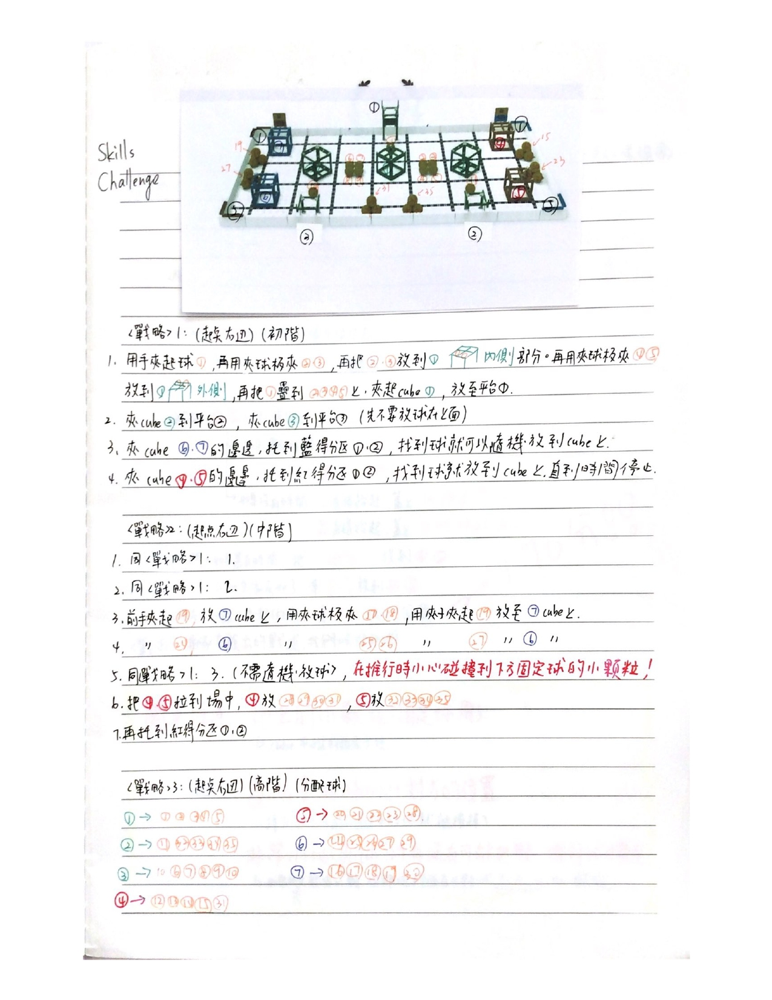 Skills
Challenge
① ① ①
19 ⑦ ④ 15
27 23
⑥ 31 35 ⑤
② ②
③ ②
<戰略>1:(起点右边)(初階)
1. 用手夾起球①,再用夾球板夾②③,再把②·③放到① 內側部分。再用夾球板夾④⑤
放到① 外側,再把①疊到②③④⑤上.夾起cube①,放至平台①.
2. 夾cube②到平台②,夾cube③到平台③(先不要放球在上面)
3. 夾cube ⑥·⑦的邊邊,托到藍得分区①·②,找到球就可以隨機放到cube上.
4. 夾cube④·⑤的邊邊,托到紅得分区①②,找到球就放到cube上.直到時間停止.
<戰略>2:(起点右边)(中階)
1. 同<戰略>1: 1.
2. 同<戰略>1: 2.
3. 前手夾起⑲,放⑦cube上,用夾球板夾⑰·⑱,用夾子夾起⑲放至⑦cube上.
4. 〃 ㉔, ⑥ 〃 ㉕㉖ 〃 ㉗ 〃 ⑥ 〃
5. 同戰略>1: 3.(不需隨機放球),在推行時小心碰撞到下方固定球的小顆粒!
6. 把④·⑤拉到場中,④放㉘㉙㉚㉛,⑤放㉜㉝㉞㉟
7. 再托到紅得分区①·②
<戰略>3:(起点右边)(高階)(分配球)
①→①②③④⑤ ⑤→⑳㉑㉒㉓㉘
②→⑪㉜㉝㉞㉟ ⑥→㉔㉕㉖㉗㉙
③→10 ⑥⑦⑧⑨⑩ ⑦→⑯⑰⑱⑲㉚
④→⑫⑬⑭⑮㉛